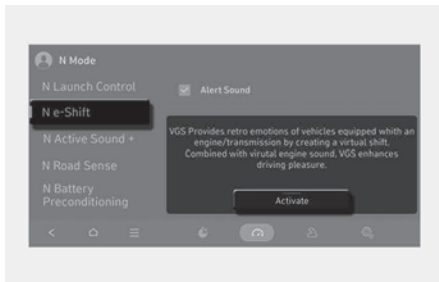 N Mode
N Launch Control
Alert Sound
N e-Shift
N Active Sound +
VGS Provides retro emotions of vehicles equipped whith an
engine/transmission by creating a virtual shift.
Combined with virutal engine sound, VGS enhances
driving pleasure.
N Road Sense
N Battery
Preconditioning
Activate